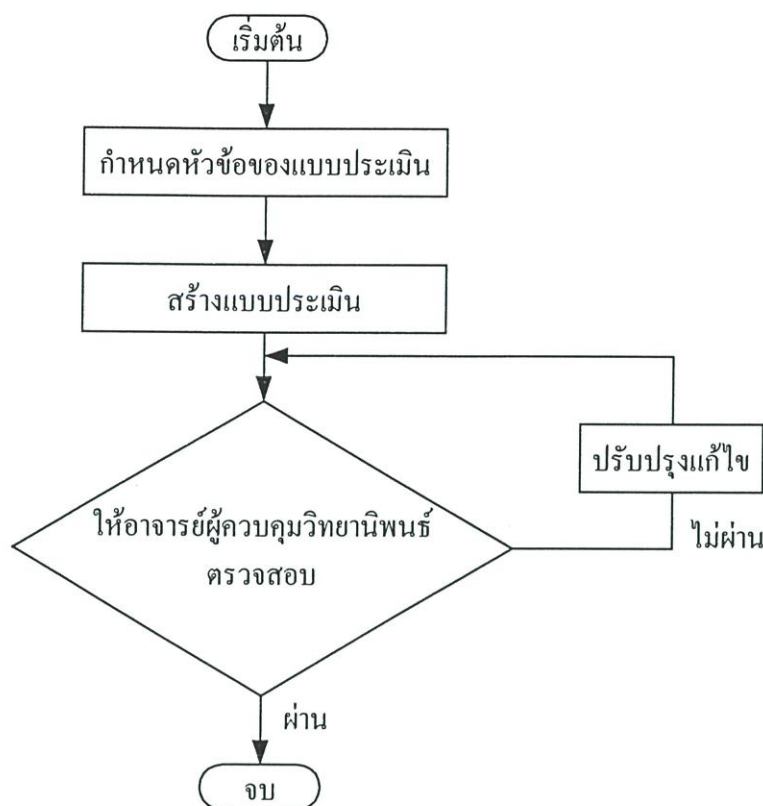 เริ่มต้น
กำหนดหัวข้อของแบบประเมิน
สร้างแบบประเมิน
ปรับปรุงแก้ไข
ให้อาจารย์ผู้ควบคุมวิทยานิพนธ์
ตรวจสอบ
ไม่ผ่าน
ผ่าน
จบ